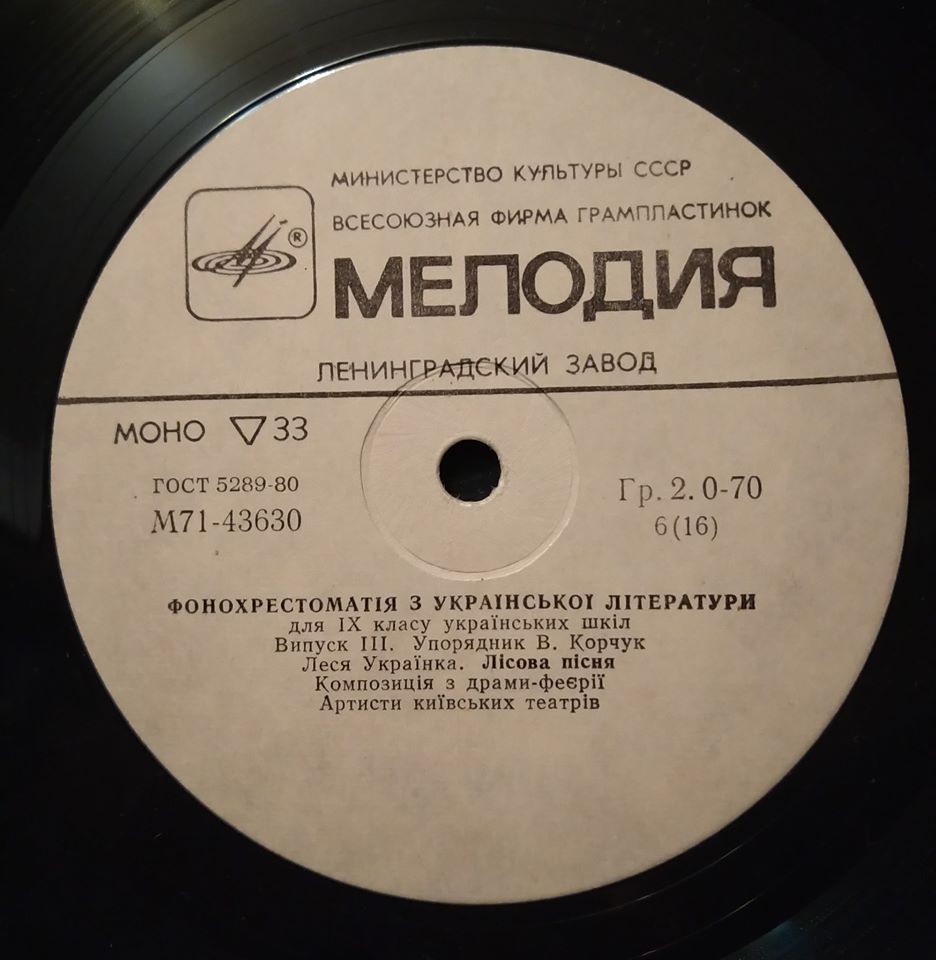 МИНИСТЕРСТВО КУЛЬТУРЫ СССР
ВСЕСОЮЗНАЯ ФИРМА ГРАМПЛАСТИНОК
®
МЕЛОДИЯ
ЛЕНИНГРАДСКИЙ ЗАВОД
МОНО ▽ 33
ГОСТ 5289-80
М71-43630
Гр. 2. 0-70
6(16)
ФОНОХРЕСТОМАТІЯ З УКРАЇНСЬКОЇ ЛІТЕРАТУРИ
для IX класу українських шкіл
Випуск III. Упорядник В. Корчук
Леся Українка. Лісова пісня
Композиція з драми-феєрії
Артисти київських театрів